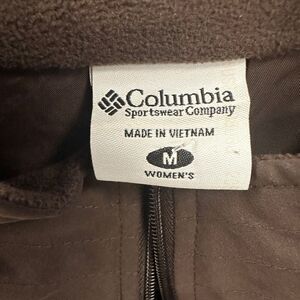 Columbia
Sportswear Company
MADE IN VIETNAM
M
WOMEN'S